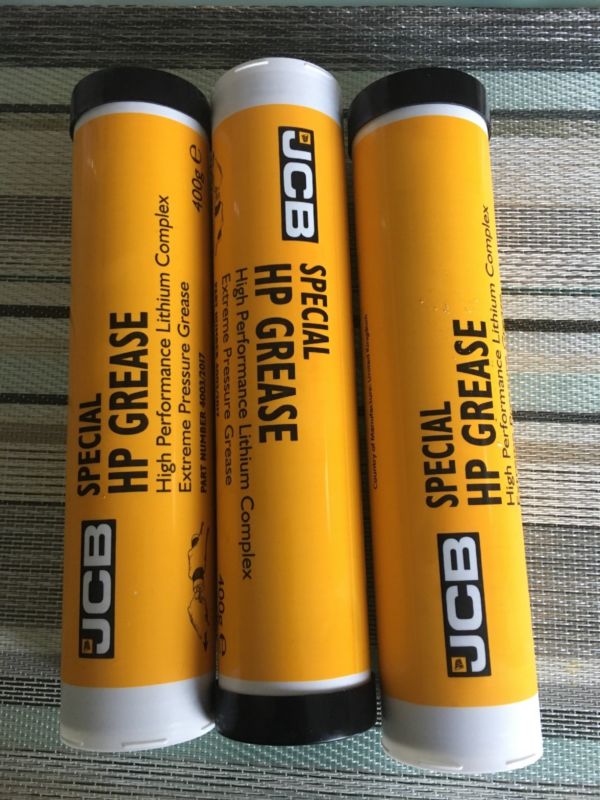 JCB
SPECIAL
HP GREASE
High Performance Lithium Complex
Extreme Pressure Grease
PART NUMBER 4003/2017
400g e
JCB
SPECIAL
HP GREASE
High Performance Lithium Complex
Extreme Pressure Grease
400g e
JCB
SPECIAL
HP GREASE
High Performance Lithium Complex
Country of Manufacture United Kingdom